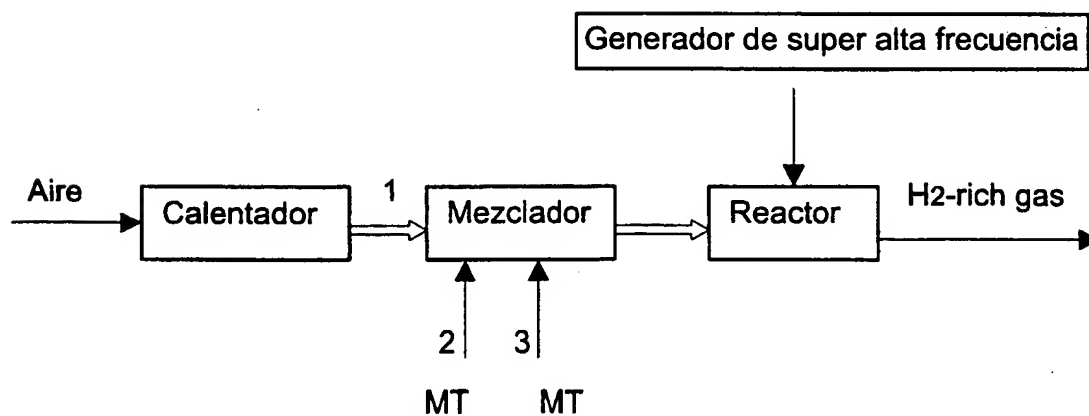 Generador de super alta frecuencia
Aire
1
H2-rich gas
Calentador
Mezclador
Reactor
2
3
MT
MT